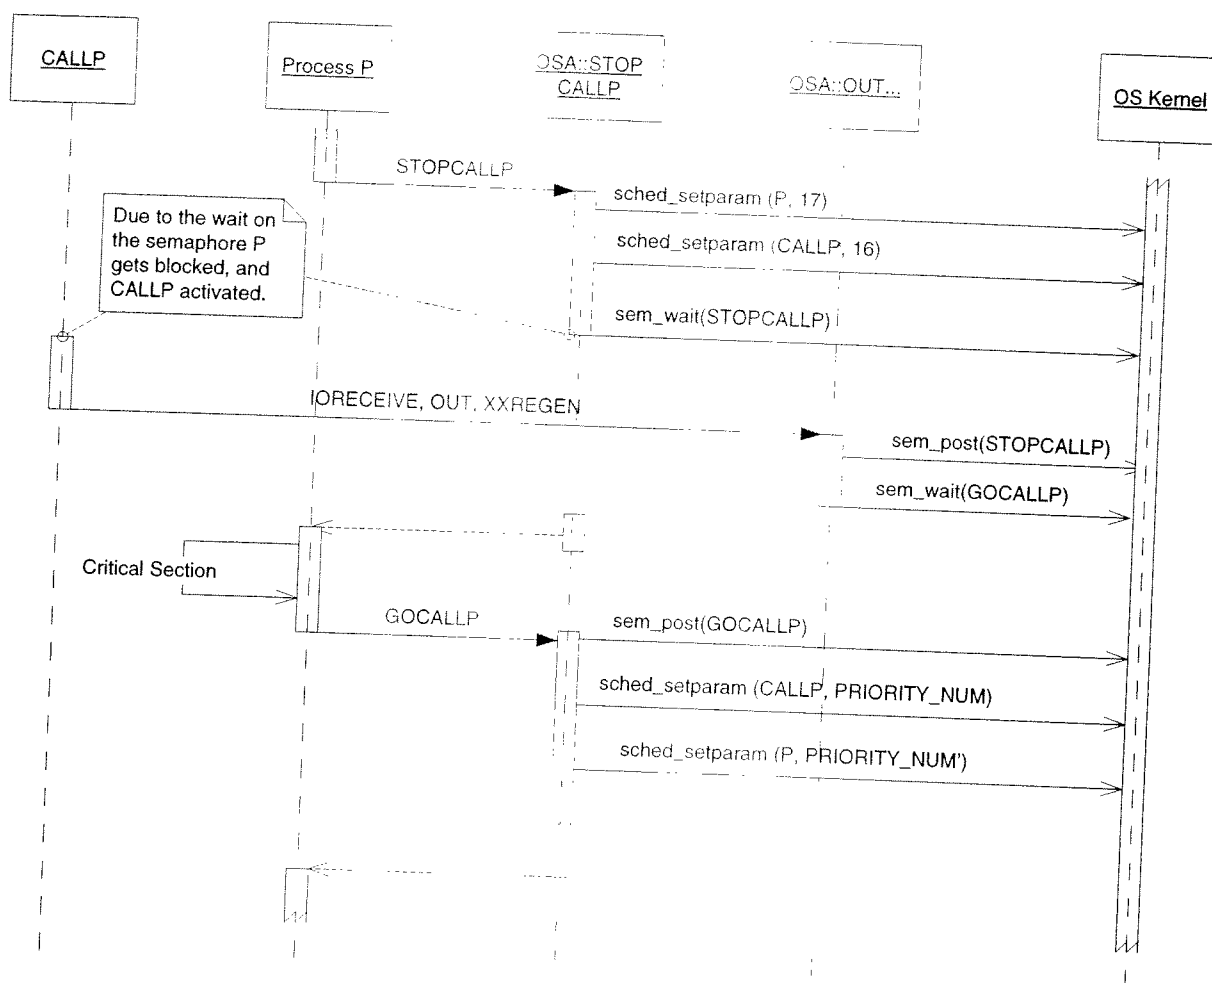 CALLP
Process P
OSA::STOP
CALLP
OSA::OUT...
OS Kernel
STOPCALLP
sched_setparam (P, 17)
Due to the wait on
the semaphore P
gets blocked, and
CALLP activated.
sched_setparam (CALLP, 16)
sem_wait(STOPCALLP)
IORECEIVE, OUT, XXREGEN
sem_post(STOPCALLP)
sem_wait(GOCALLP)
Critical Section
GOCALLP
sem_post(GOCALLP)
sched_setparam (CALLP, PRIORITY_NUM)
sched_setparam (P, PRIORITY_NUM')